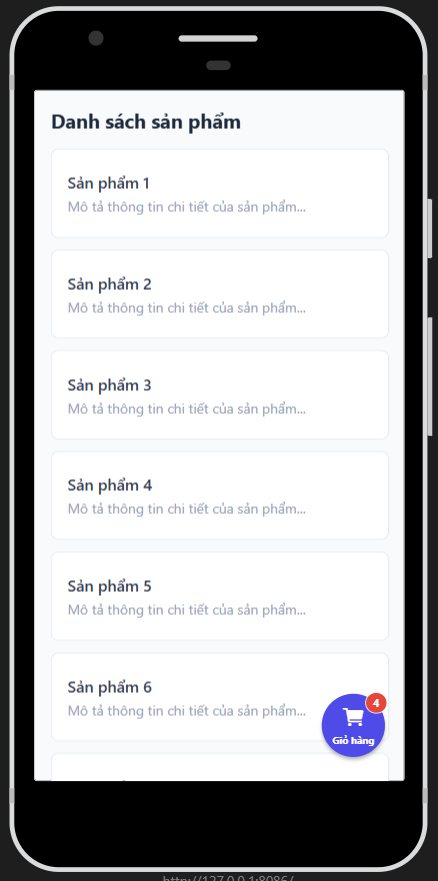 Danh sách sản phẩm
Sản phẩm 1
Mô tả thông tin chi tiết của sản phẩm...
Sản phẩm 2
Mô tả thông tin chi tiết của sản phẩm...
Sản phẩm 3
Mô tả thông tin chi tiết của sản phẩm...
Sản phẩm 4
Mô tả thông tin chi tiết của sản phẩm...
Sản phẩm 5
Mô tả thông tin chi tiết của sản phẩm...
Sản phẩm 6
Mô tả thông tin chi tiết của sản phẩm...
4
Giỏ hàng
http://127.0.0.1:8086/